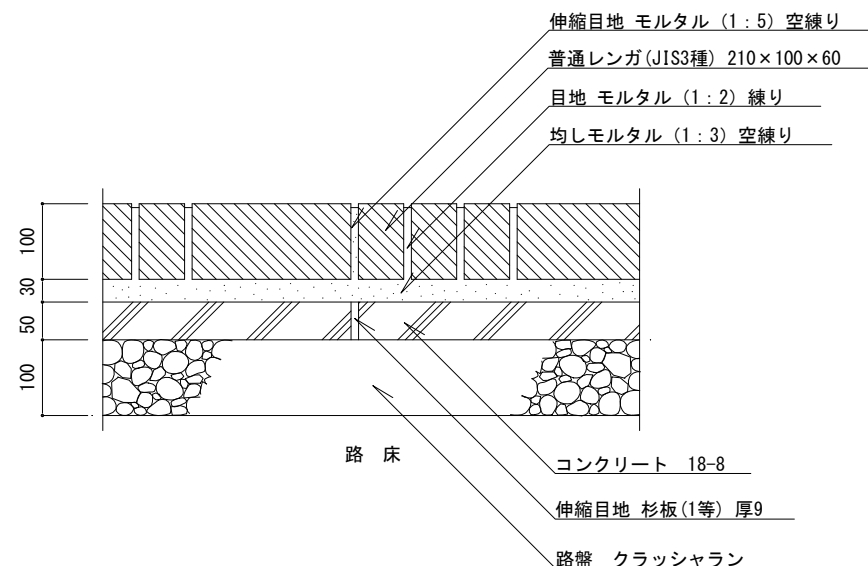 伸縮目地 モルタル (1：5) 空練り
普通レンガ(JIS3種) 210×100×60
目地 モルタル (1：2) 練り
均しモルタル (1：3) 空練り
100
30
50
100
路 床
コンクリート 18-8
伸縮目地 杉板(1等) 厚9
路盤 クラッシャラン